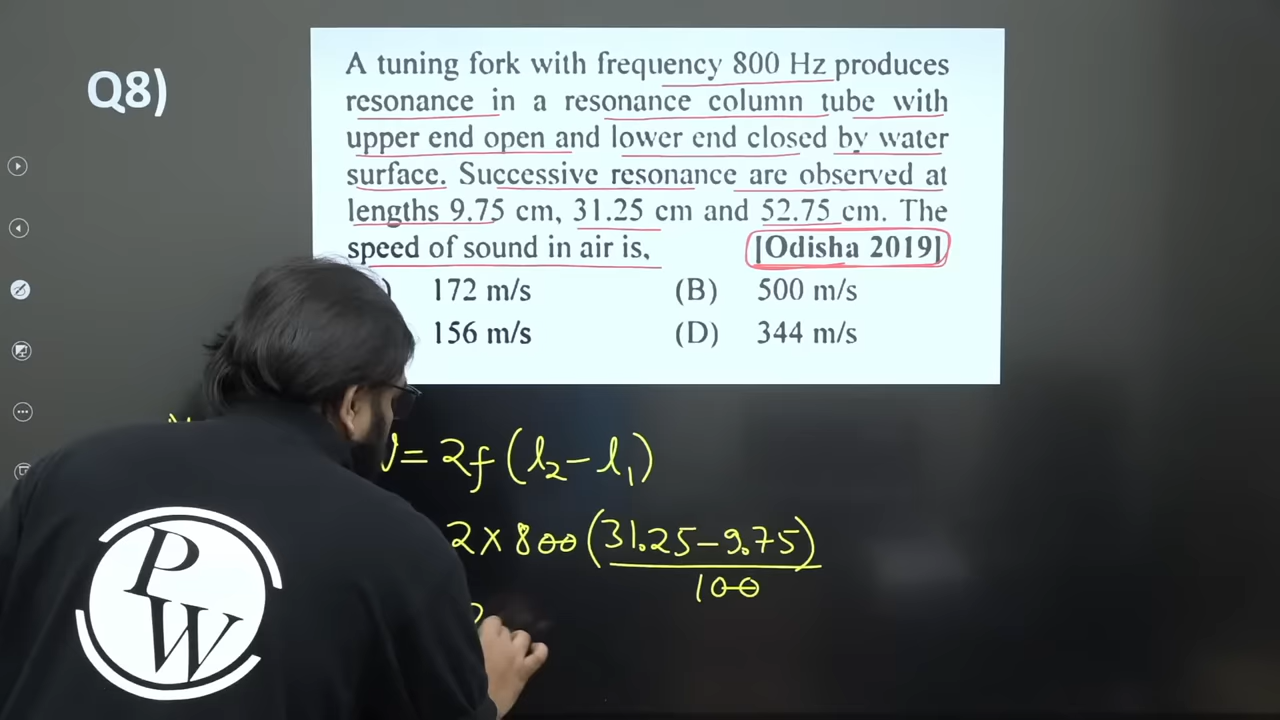 Q8)
A tuning fork with frequency 800 Hz produces
resonance in a resonance column tube with
upper end open and lower end closed by water
surface. Successive resonance are observed at
lengths 9.75 cm, 31.25 cm and 52.75 cm. The
speed of sound in air is, [Odisha 2019]
) 172 m/s (B) 500 m/s
156 m/s (D) 344 m/s
= 2f (l₂ - l₁)
2 × 800 (31.25 - 9.75)
100
PW